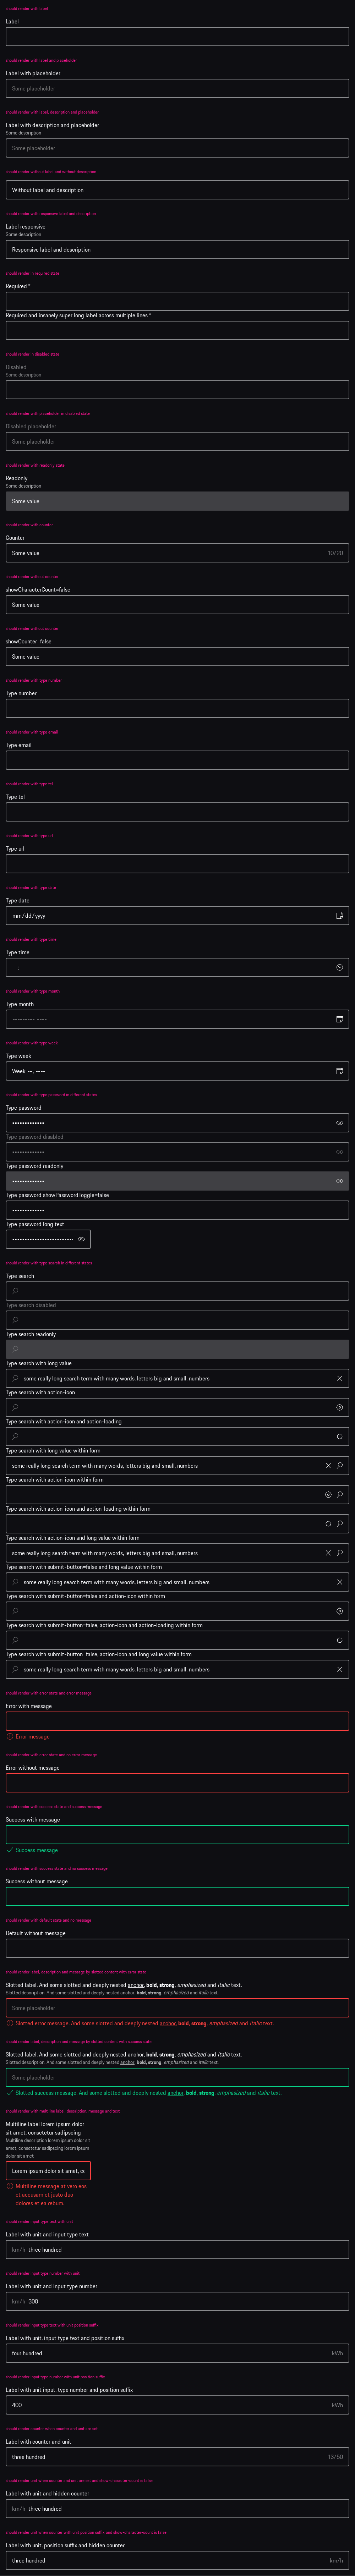 should render with label
Label
should render with label and placeholder
Label with placeholder
Some placeholder
should render with label, description and placeholder
Label with description and placeholder
Some description
Some placeholder
should render without label and without description
Without label and description
should render with responsive label and description
Label responsive
Some description
Responsive label and description
should render in required state
Required *
Required and insanely super long label across multiple lines *
should render in disabled state
Disabled
Some description
should render with placeholder in disabled state
Disabled placeholder
Some placeholder
should render with readonly state
Readonly
Some description
Some value
should render with counter
Counter
Some value 10/20
should render without counter
showCharacterCount=false
Some value
should render without counter
showCounter=false
Some value
should render with type number
Type number
should render with type email
Type email
should render with type tel
Type tel
should render with type url
Type url
should render with type date
Type date
mm/dd/yyyy
should render with type time
Type time
--:-- --
should render with type month
Type month
--------- ----
should render with type week
Type week
Week --, ----
should render with type password in different states
Type password
•••••••••••••
Type password disabled
•••••••••••••
Type password readonly
•••••••••••••
Type password showPasswordToggle=false
•••••••••••••
Type password long text
should render with type search in different states
Type search
Type search disabled
Type search readonly
Type search with long value
some really long search term with many words, letters big and small, numbers
Type search with action-icon
Type search with action-icon and action-loading
Type search with long value within form
some really long search term with many words, letters big and small, numbers
Type search with action-icon within form
Type search with action-icon and action-loading within form
Type search with action-icon and long value within form
some really long search term with many words, letters big and small, numbers
Type search with submit-button=false and long value within form
some really long search term with many words, letters big and small, numbers
Type search with submit-button=false and action-icon within form
Type search with submit-button=false, action-icon and action-loading within form
Type search with submit-button=false, action-icon and long value within form
some really long search term with many words, letters big and small, numbers
should render with error state and error message
Error with message
Error message
should render with error state and no error message
Error without message
should render with success state and success message
Success with message
Success message
should render with success state and no success message
Success without message
should render with default state and no message
Default without message
should render label, description and message by slotted content with error state
Slotted label. And some slotted and deeply nested anchor, bold, strong, emphasized and italic text.
Slotted description. And some slotted and deeply nested anchor, bold, strong, emphasized and italic text.
Some placeholder
Slotted error message. And some slotted and deeply nested anchor, bold, strong, emphasized and italic text.
should render label, description and message by slotted content with success state
Slotted label. And some slotted and deeply nested anchor, bold, strong, emphasized and italic text.
Slotted description. And some slotted and deeply nested anchor, bold, strong, emphasized and italic text.
Some placeholder
Slotted success message. And some slotted and deeply nested anchor, bold, strong, emphasized and italic text.
should render with multiline label, description, message and text
Multiline label lorem ipsum dolor
sit amet, consetetur sadipscing
Multiline description lorem ipsum dolor sit
amet, consetetur sadipscing lorem ipsum
dolor sit amet
Lorem ipsum dolor sit amet, co
Multiline message at vero eos
et accusam et justo duo
dolores et ea rebum.
should render input type text with unit
Label with unit and input type text
km/h three hundred
should render input type number with unit
Label with unit and input type number
km/h 300
should render input type text with unit position suffix
Label with unit, input type text and position suffix
four hundred kWh
should render input type number with unit position suffix
Label with unit input, type number and position suffix
400 kWh
should render counter when counter and unit are set
Label with counter and unit
three hundred 13/50
should render unit when counter and unit are set and show-character-count is false
Label with unit and hidden counter
km/h three hundred
should render unit when counter and with unit position suffix and show-character-count is false
Label with unit, position suffix and hidden counter
three hundred km/h